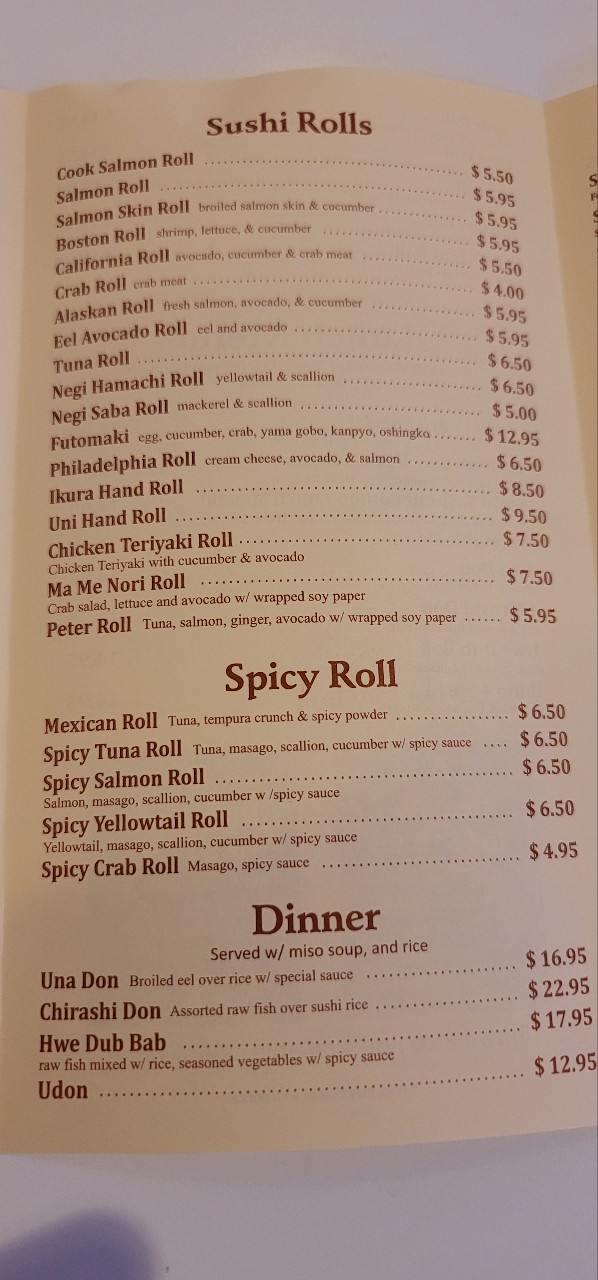 Sushi Rolls
Cook Salmon Roll ........ $ 5.50
Salmon Roll ........ $ 5.95
Salmon Skin Roll broiled salmon skin & cucumber ........ $ 5.95
Boston Roll shrimp, lettuce, & cucumber ........ $ 5.95
California Roll avocado, cucumber & crab meat ........ $ 5.50
Crab Roll crab meat ........ $ 4.00
Alaskan Roll fresh salmon, avocado, & cucumber ........ $ 5.95
Eel Avocado Roll eel and avocado ........ $ 5.95
Tuna Roll ........ $ 6.50
Negi Hamachi Roll yellowtail & scallion ........ $ 6.50
Negi Saba Roll mackerel & scallion ........ $ 5.00
Futomaki egg, cucumber, crab, yama gobo, kanpyo, oshingko ....... $ 12.95
Philadelphia Roll cream cheese, avocado, & salmon ........ $ 6.50
Ikura Hand Roll ........ $ 8.50
Uni Hand Roll ........ $ 9.50
Chicken Teriyaki Roll ........ $ 7.50
Chicken Teriyaki with cucumber & avocado
Ma Me Nori Roll ........ $ 7.50
Crab salad, lettuce and avocado w/ wrapped soy paper
Peter Roll Tuna, salmon, ginger, avocado w/ wrapped soy paper ...... $ 5.95
Spicy Roll
Mexican Roll Tuna, tempura crunch & spicy powder ........ $ 6.50
Spicy Tuna Roll Tuna, masago, scallion, cucumber w/ spicy sauce .... $ 6.50
Spicy Salmon Roll ........ $ 6.50
Salmon, masago, scallion, cucumber w /spicy sauce
Spicy Yellowtail Roll ........ $ 6.50
Yellowtail, masago, scallion, cucumber w/ spicy sauce
Spicy Crab Roll Masago, spicy sauce ........ $ 4.95
Dinner
Served w/ miso soup, and rice
Una Don Broiled eel over rice w/ special sauce ........ $ 16.95
Chirashi Don Assorted raw fish over sushi rice ........ $ 22.95
Hwe Dub Bab ........ $ 17.95
raw fish mixed w/ rice, seasoned vegetables w/ spicy sauce
Udon ........ $ 12.95